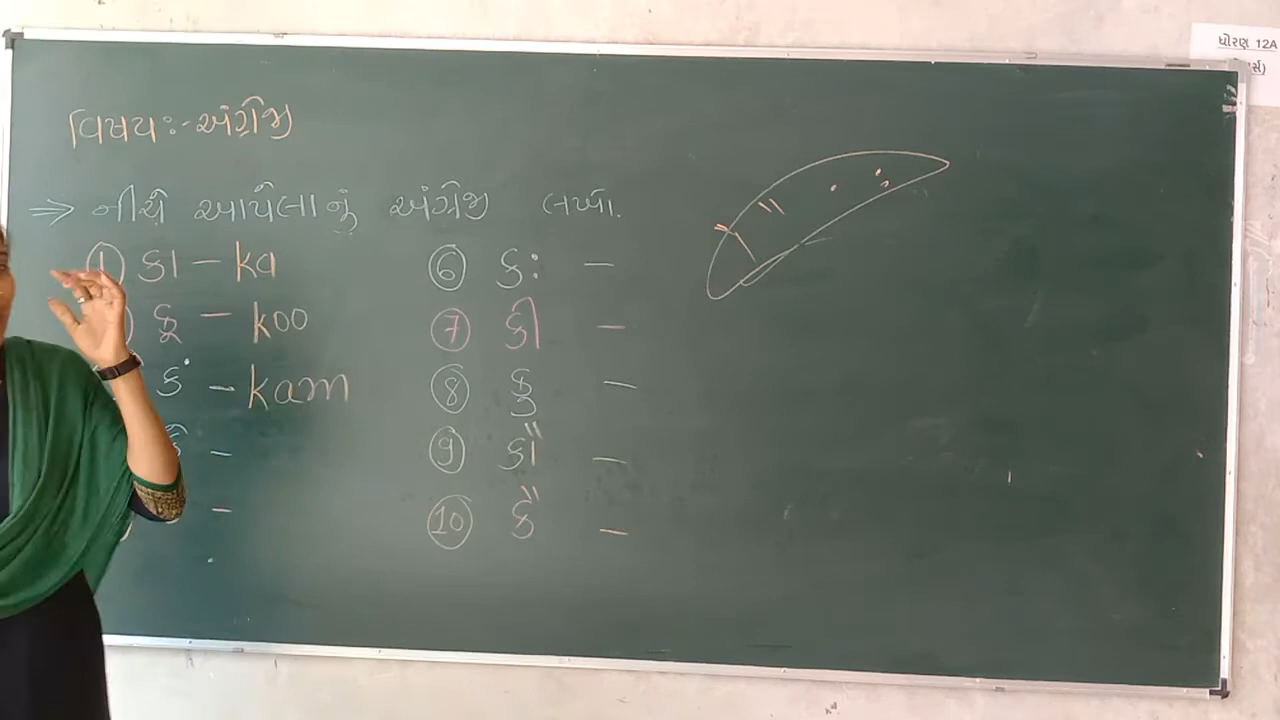 ધોરણ 12A
વિષય:-અંગ્રેજી
⇒ નીચે આપેલાનું અંગ્રેજી લખો.
1 કા – ka
કૂ – koo
કં – kam
–
–
6 કઃ –
7 કી –
8 કુ –
9 કૌ –
10 કૈ –